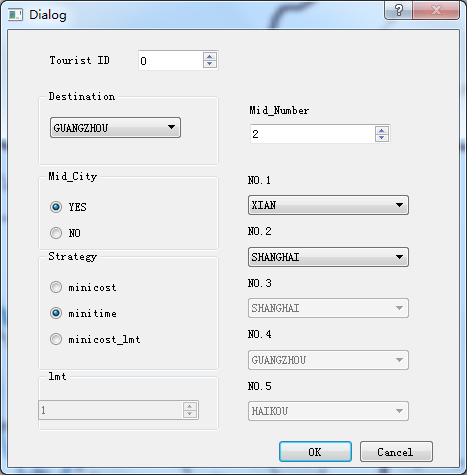 Dialog
Tourist ID
0
Destination
GUANGZHOU
Mid_Number
2
Mid_City
YES
NO
NO.1
XIAN
NO.2
SHANGHAI
Strategy
minicost
minitime
minicost_lmt
NO.3
SHANGHAI
NO.4
GUANGZHOU
lmt
1
NO.5
HAIKOU
OK
Cancel